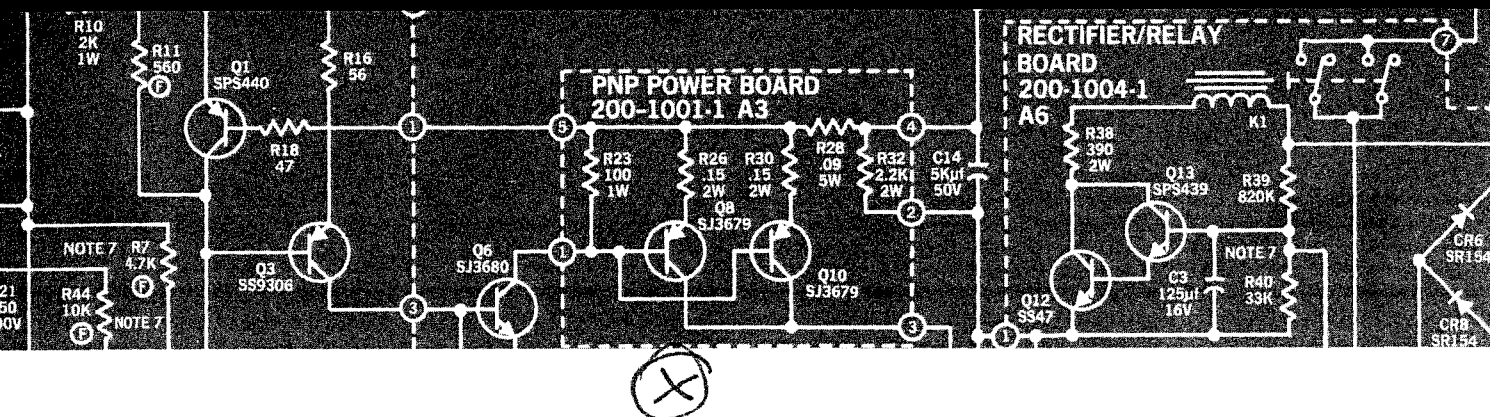 R10
2K
1W
R11
560
F
Q1
SPS440
R16
56
R18
47
1
NOTE 7
R7
4.7K
F
R44
10K
F
NOTE 7
21
50
00V
Q3
SS9306
3
Q6
SJ3680
PNP POWER BOARD
200-1001-1 A3
5
4
R23
100
1W
R26
.15
2W
R30
.15
2W
R28
.09
5W
R32
2.2K
2W
2
Q8
SJ3679
1
Q10
SJ3679
3
C14
5Kµf
50V
RECTIFIER/RELAY
BOARD
200-1004-1
A6
7
K1
R38
390
2W
Q13
SPS439
R39
820K
NOTE 7
Q12
SS47
C3
125µf
16V
R40
33K
1
CR6
SR154
CR8
SR154
X